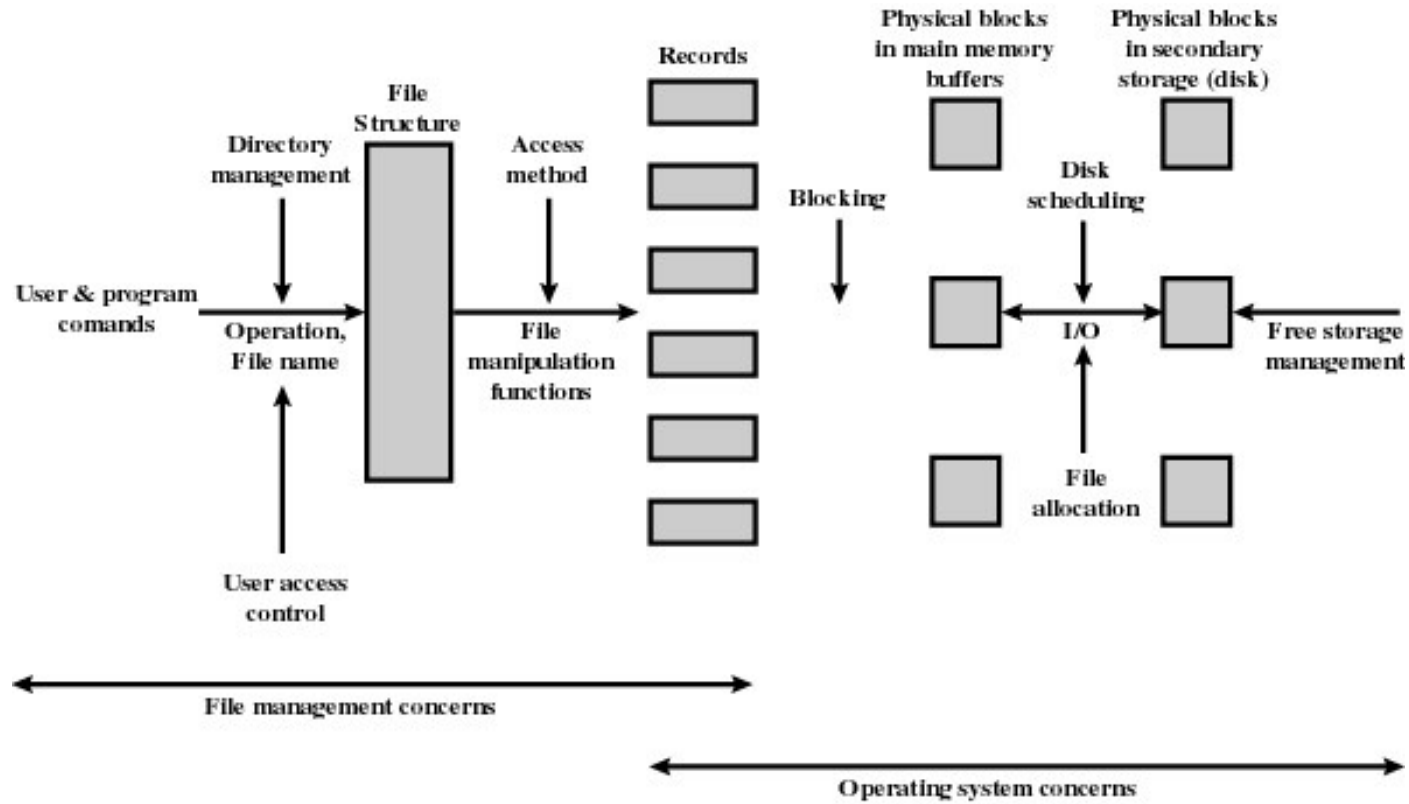 Physical blocks
in main memory
buffers
Physical blocks
in secondary
storage (disk)
Records
File
Structure
Directory
management
Access
method
Blocking
Disk
scheduling
User & program
comands
Operation,
File name
File
manipulation
functions
I/O
Free storage
management
File
allocation
User access
control
File management concerns
Operating system concerns